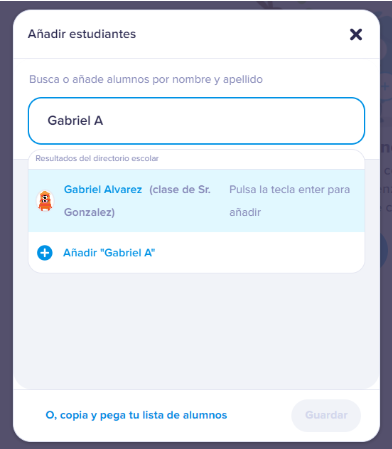 Añadir estudiantes
Busca o añade alumnos por nombre y apellido
Gabriel A
Resultados del directorio escolar
Gabriel Alvarez (clase de Sr. Gonzalez)
Pulsa la tecla enter para añadir
Añadir "Gabriel A"
O, copia y pega tu lista de alumnos
Guardar